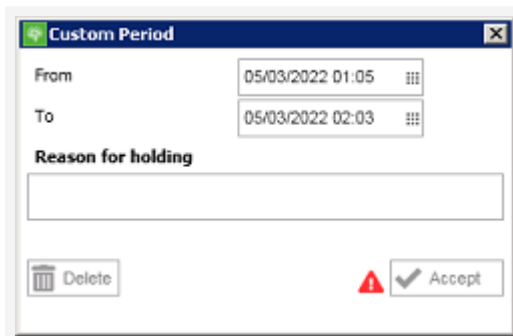 Custom Period
From 05/03/2022 01:05
To 05/03/2022 02:03
Reason for holding
Delete Accept